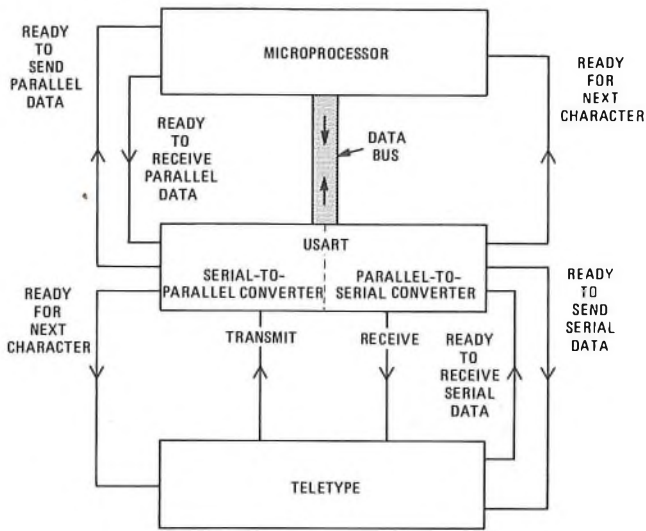 READY
TO
SEND
PARALLEL
DATA
MICROPROCESSOR
READY
FOR
NEXT
CHARACTER
READY
TO
RECEIVE
PARALLEL
DATA
DATA
BUS
USART
SERIAL-TO-
PARALLEL CONVERTER
PARALLEL-TO-
SERIAL CONVERTER
READY
FOR
NEXT
CHARACTER
TRANSMIT
RECEIVE
READY
TO
RECEIVE
SERIAL
DATA
READY
TO
SEND
SERIAL
DATA
TELETYPE